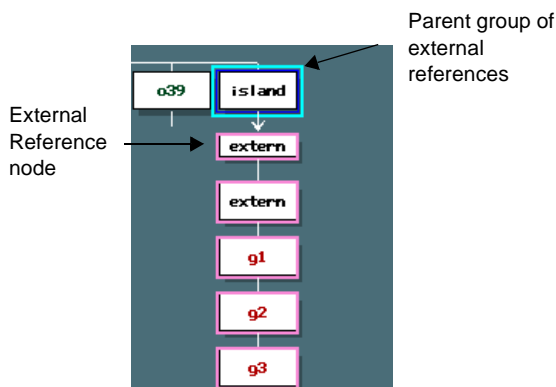 Parent group of
external
references
o39
island
External
Reference
node
extern
extern
g1
g2
g3